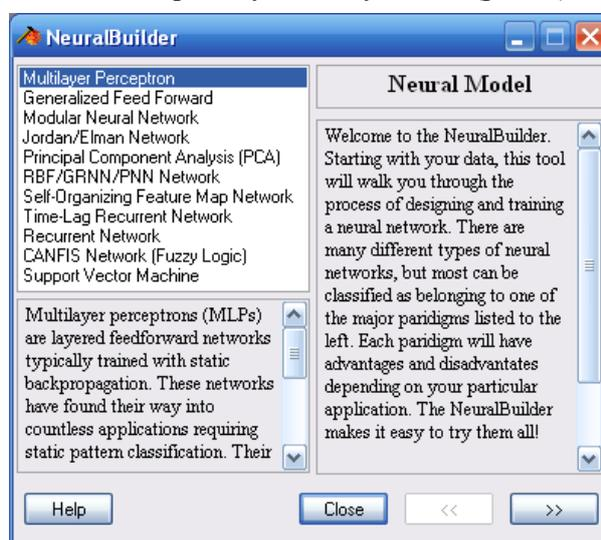 NeuralBuilder
Multilayer Perceptron
Generalized Feed Forward
Modular Neural Network
Jordan/Elman Network
Principal Component Analysis (PCA)
RBF/GRNN/PNN Network
Self-Organizing Feature Map Network
Time-Lag Recurrent Network
Recurrent Network
CANFIS Network (Fuzzy Logic)
Support Vector Machine
Multilayer perceptrons (MLPs)
are layered feedforward networks
typically trained with static
backpropagation. These networks
have found their way into
countless applications requiring
static pattern classification. Their
Neural Model
Welcome to the NeuralBuilder.
Starting with your data, this tool
will walk you through the
process of designing and training
a neural network. There are
many different types of neural
networks, but most can be
classified as belonging to one of
the major paridigms listed to the
left. Each paridigm will have
advantages and disadvantates
depending on your particular
application. The NeuralBuilder
makes it easy to try them all!
Help
Close
<<
>>